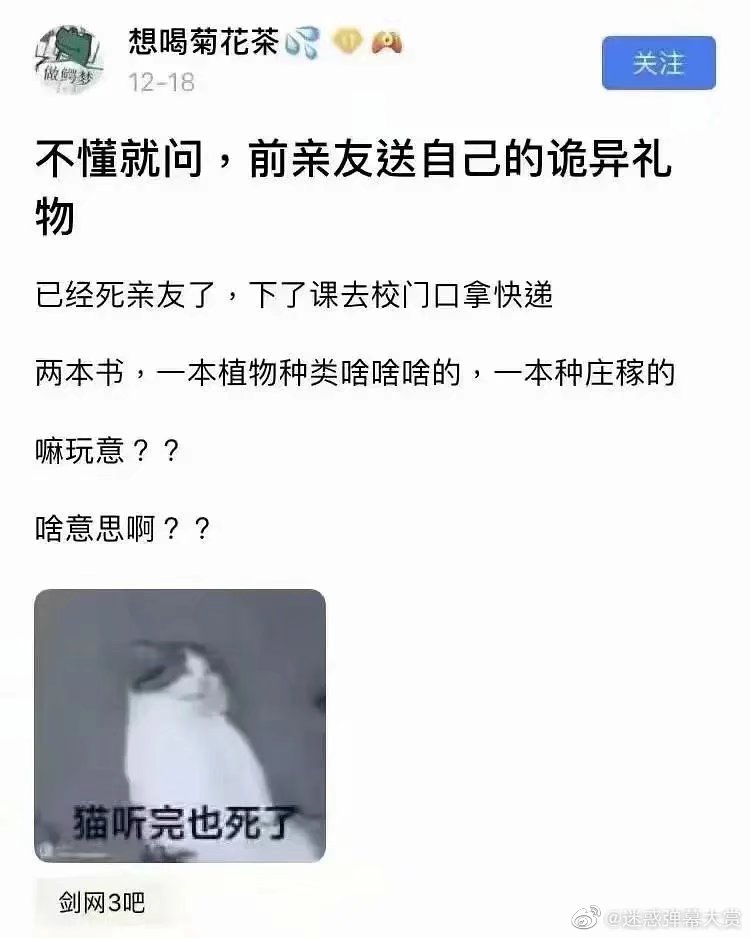 做鳄梦
想喝菊花茶💦
12-18
关注
不懂就问，前亲友送自己的诡异礼
物
已经死亲友了，下了课去校门口拿快递
两本书，一本植物种类啥啥啥的，一本种庄稼的
嘛玩意？？
啥意思啊？？
猫听完也死了
剑网3吧
@迷惑弹幕大赏